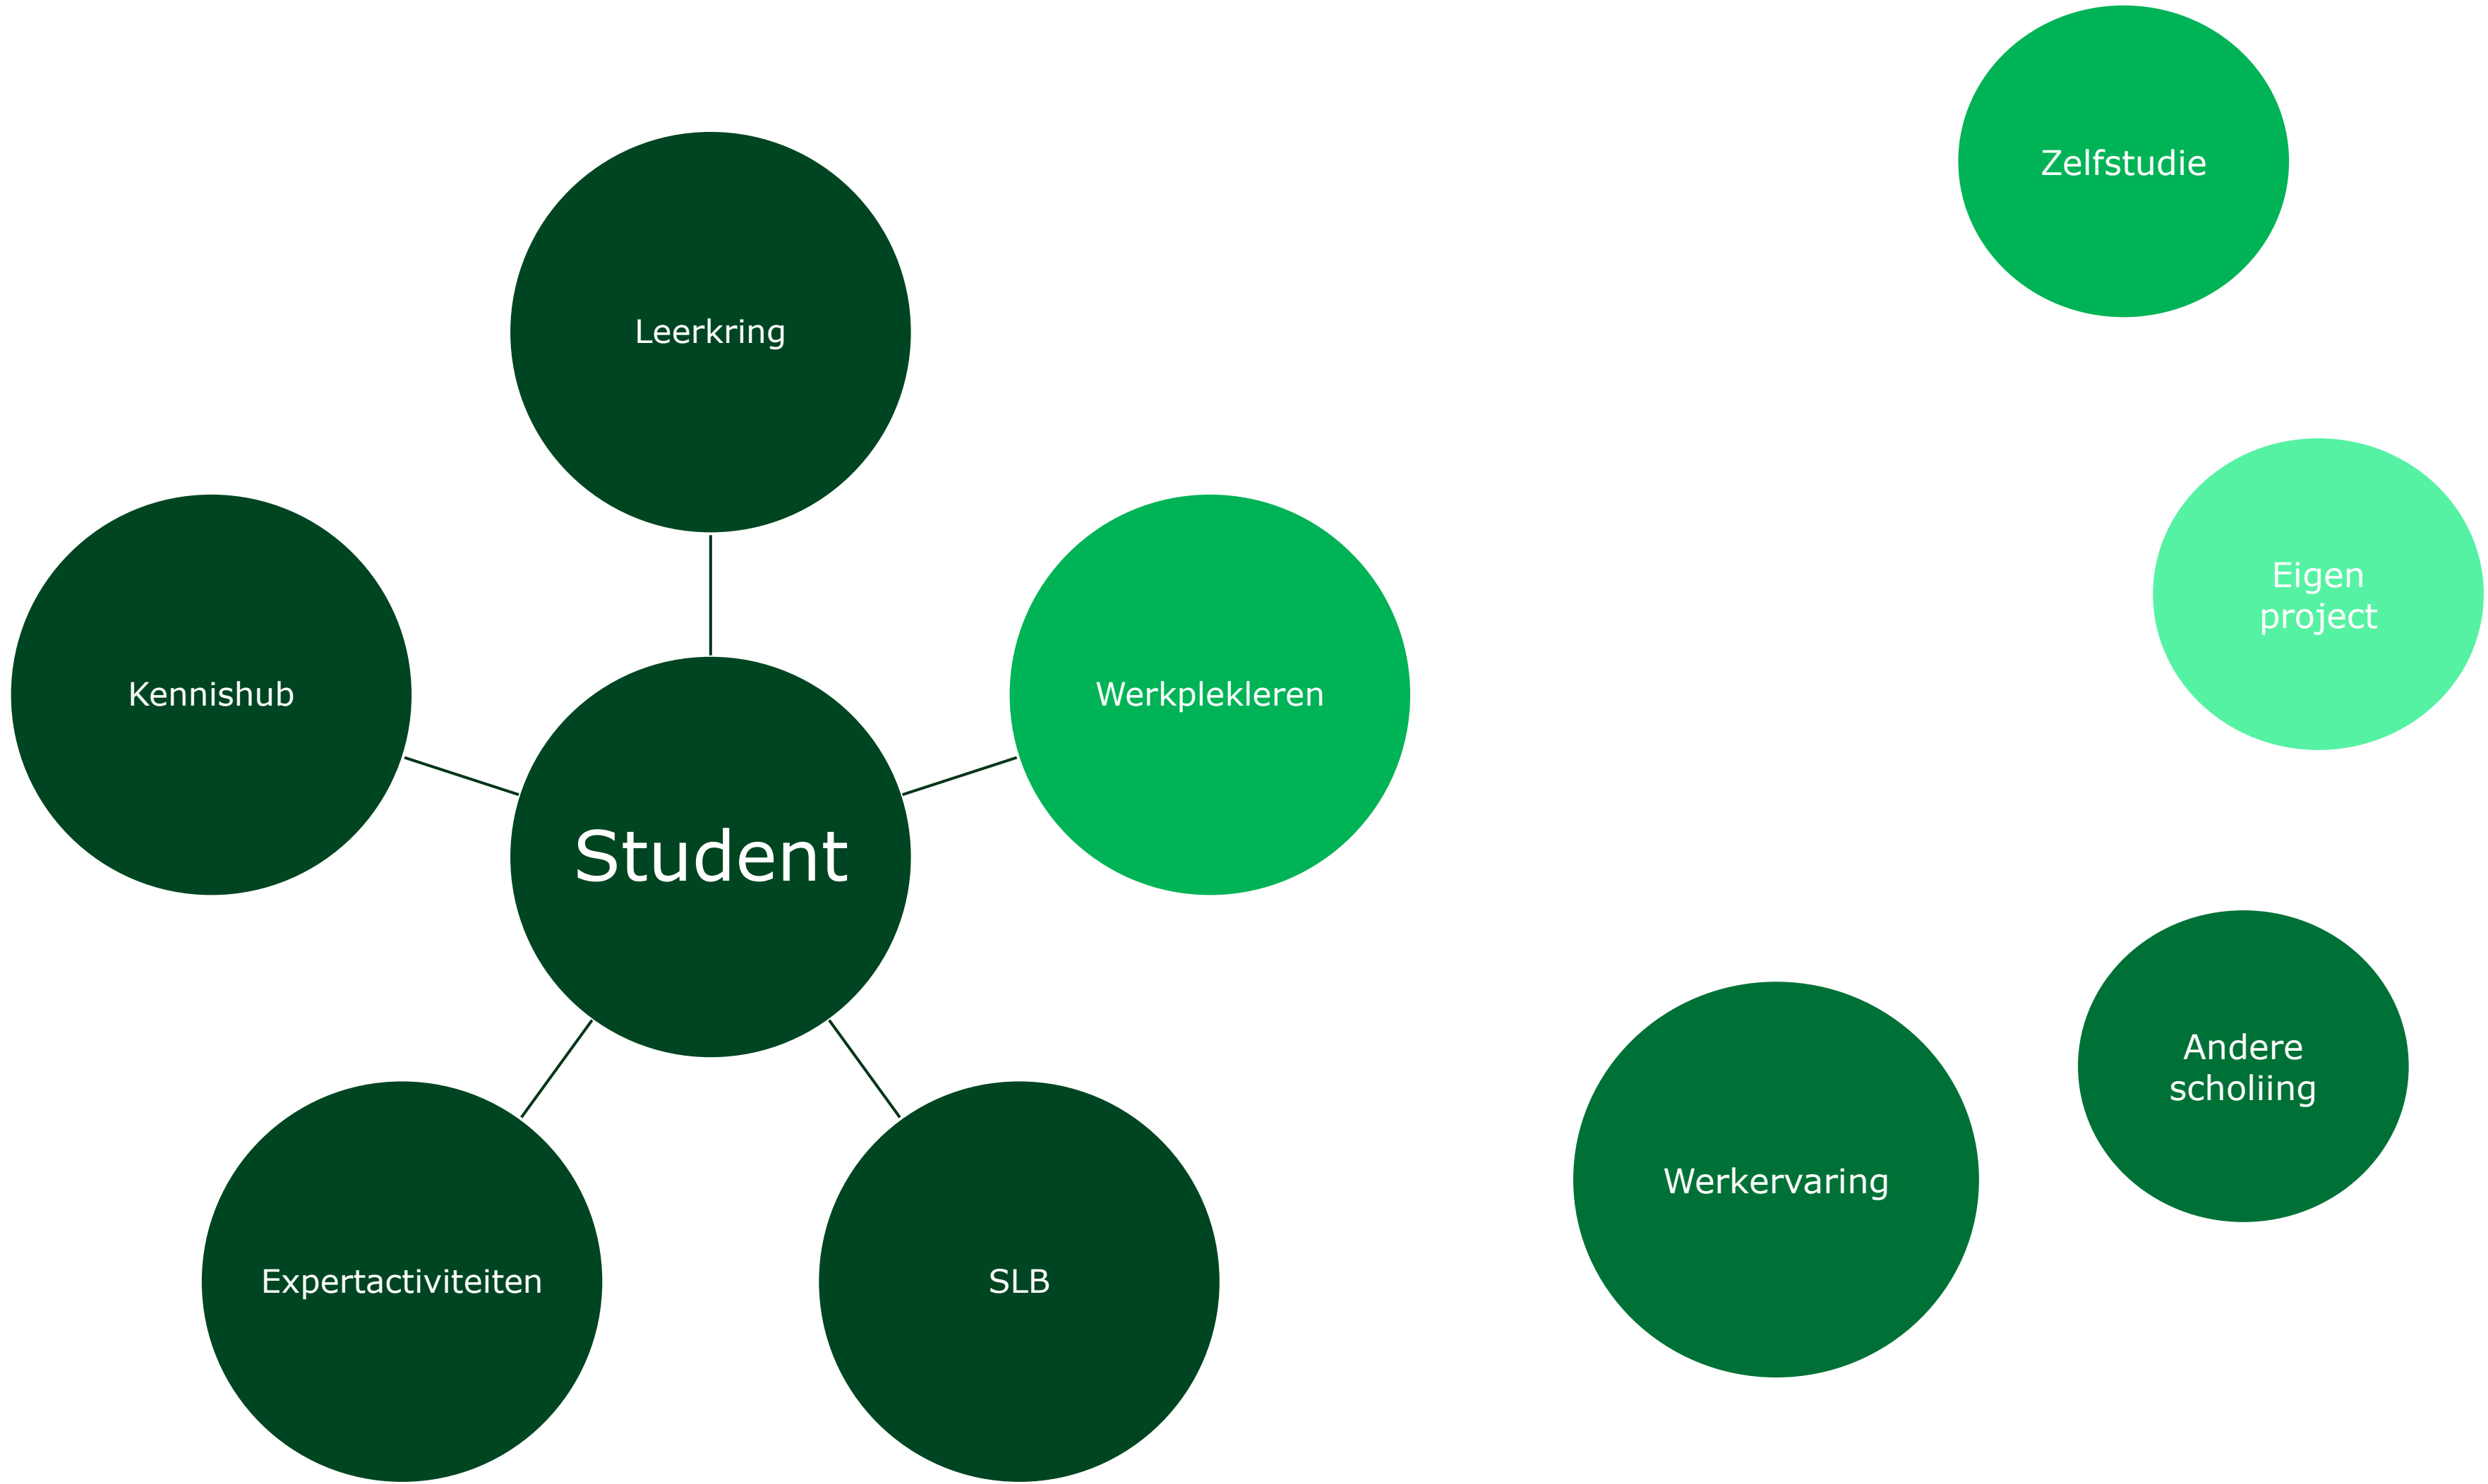 Zelfstudie
Leerkring
Eigen
project
Kennishub
Werkplekleren
Student
Andere
scholiing
Werkervaring
Expertactiviteiten
SLB